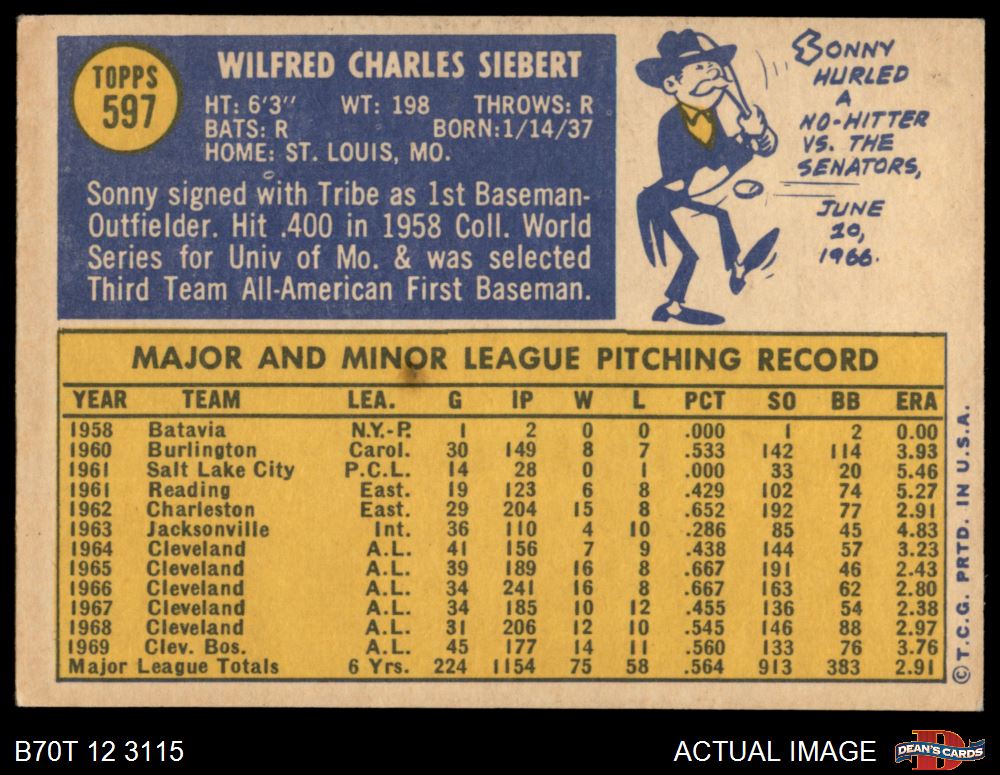 TOPPS
597
WILFRED CHARLES SIEBERT
HT: 6'3" WT: 198 THROWS: R
BATS: R BORN:1/14/37
HOME: ST. LOUIS, MO.
Sonny signed with Tribe as 1st Baseman-
Outfielder. Hit .400 in 1958 Coll. World
Series for Univ of Mo. & was selected
Third Team All-American First Baseman.
SONNY
HURLED
A
NO-HITTER
VS. THE
SENATORS,
JUNE
10,
1966.
MAJOR AND MINOR LEAGUE PITCHING RECORD
YEAR TEAM LEA. G IP W L PCT SO BB ERA
1958 Batavia N.Y.-P. 1 2 0 0 .000 1 2 0.00
1960 Burlington Carol. 30 149 8 7 .533 142 114 3.93
1961 Salt Lake City P.C.L. 14 28 0 1 .000 33 20 5.46
1961 Reading East. 19 123 6 8 .429 102 74 5.27
1962 Charleston East. 29 204 15 8 .652 192 77 2.91
1963 Jacksonville Int. 36 110 4 10 .286 85 45 4.83
1964 Cleveland A.L. 41 156 7 9 .438 144 57 3.23
1965 Cleveland A.L. 39 189 16 8 .667 191 46 2.43
1966 Cleveland A.L. 34 241 16 8 .667 163 62 2.80
1967 Cleveland A.L. 34 185 10 12 .455 136 54 2.38
1968 Cleveland A.L. 31 206 12 10 .545 146 88 2.97
1969 Clev. Bos. A.L. 45 177 14 11 .560 133 76 3.76
Major League Totals 6 Yrs. 224 1154 75 58 .564 913 383 2.91
© T.C.G. PRTD. IN U.S.A.
B70T 12 3115
ACTUAL IMAGE
DEAN'S CARDS